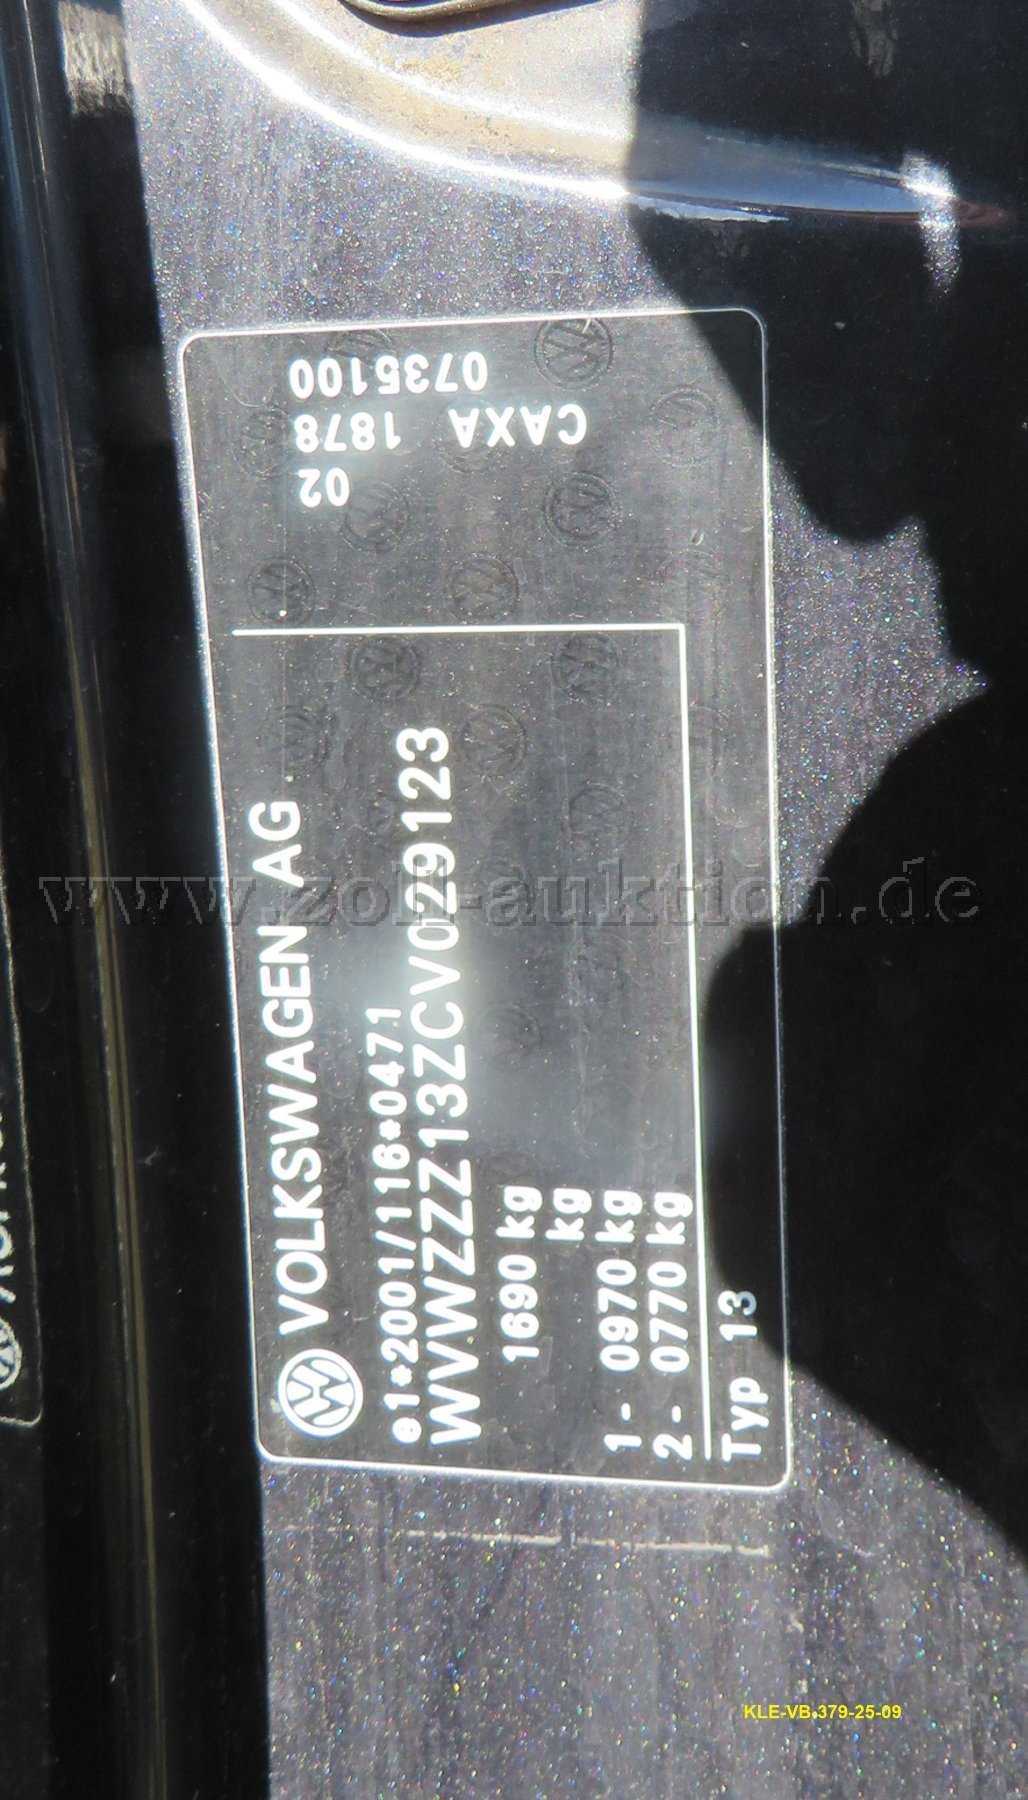 VOLKSWAGEN AG
e1*2001/116*0471
WVWZZZ13ZCV029123
1690 kg
kg
1- 0970 kg
2- 0770 kg
Typ 13
02
CAXA 1878
0735100
www.zoll-auktion.de
KLE-VB 379-25-09